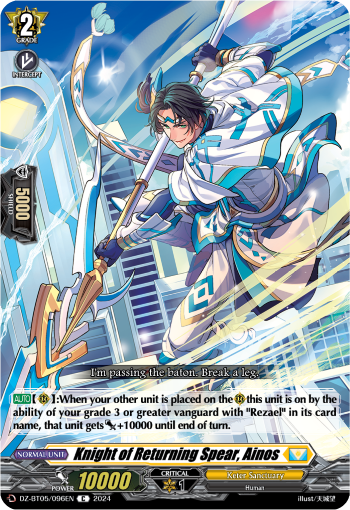 2
GRADE
INTERCEPT
5000
SHIELD
I'm passing the baton. Break a leg.
AUTO【 】:When your other unit is placed on the this unit is on by the
ability of your grade 3 or greater vanguard with "Rezael" in its card
name, that unit gets +10000 until end of turn.
NORMAL UNIT
Knight of Returning Spear, Ainos
POWER
10000
CRITICAL
1
Keter Sanctuary
Human
DZ-BT05/096EN C 2024
illust/天城望